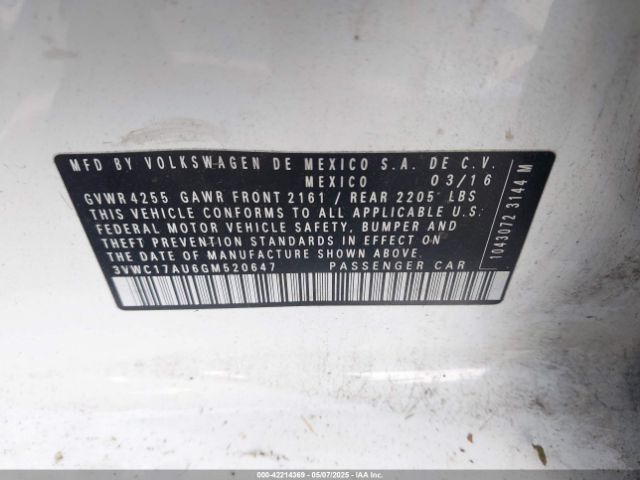 MFD BY VOLKSWAGEN DE MEXICO S.A. DE C.V.
MEXICO 03/16
GVWR 4255 GAWR FRONT 2161 / REAR 2205 LBS
THIS VEHICLE CONFORMS TO ALL APPLICABLE U.S.
FEDERAL MOTOR VEHICLE SAFETY, BUMPER AND
THEFT PREVENTION STANDARDS IN EFFECT ON
THE DATE OF MANUFACTURE SHOWN ABOVE.
3VWC17AU6GM520647 PASSENGER CAR
1043072 3144 M
000-42214369 - 05/07/2025 - IAAI.COM